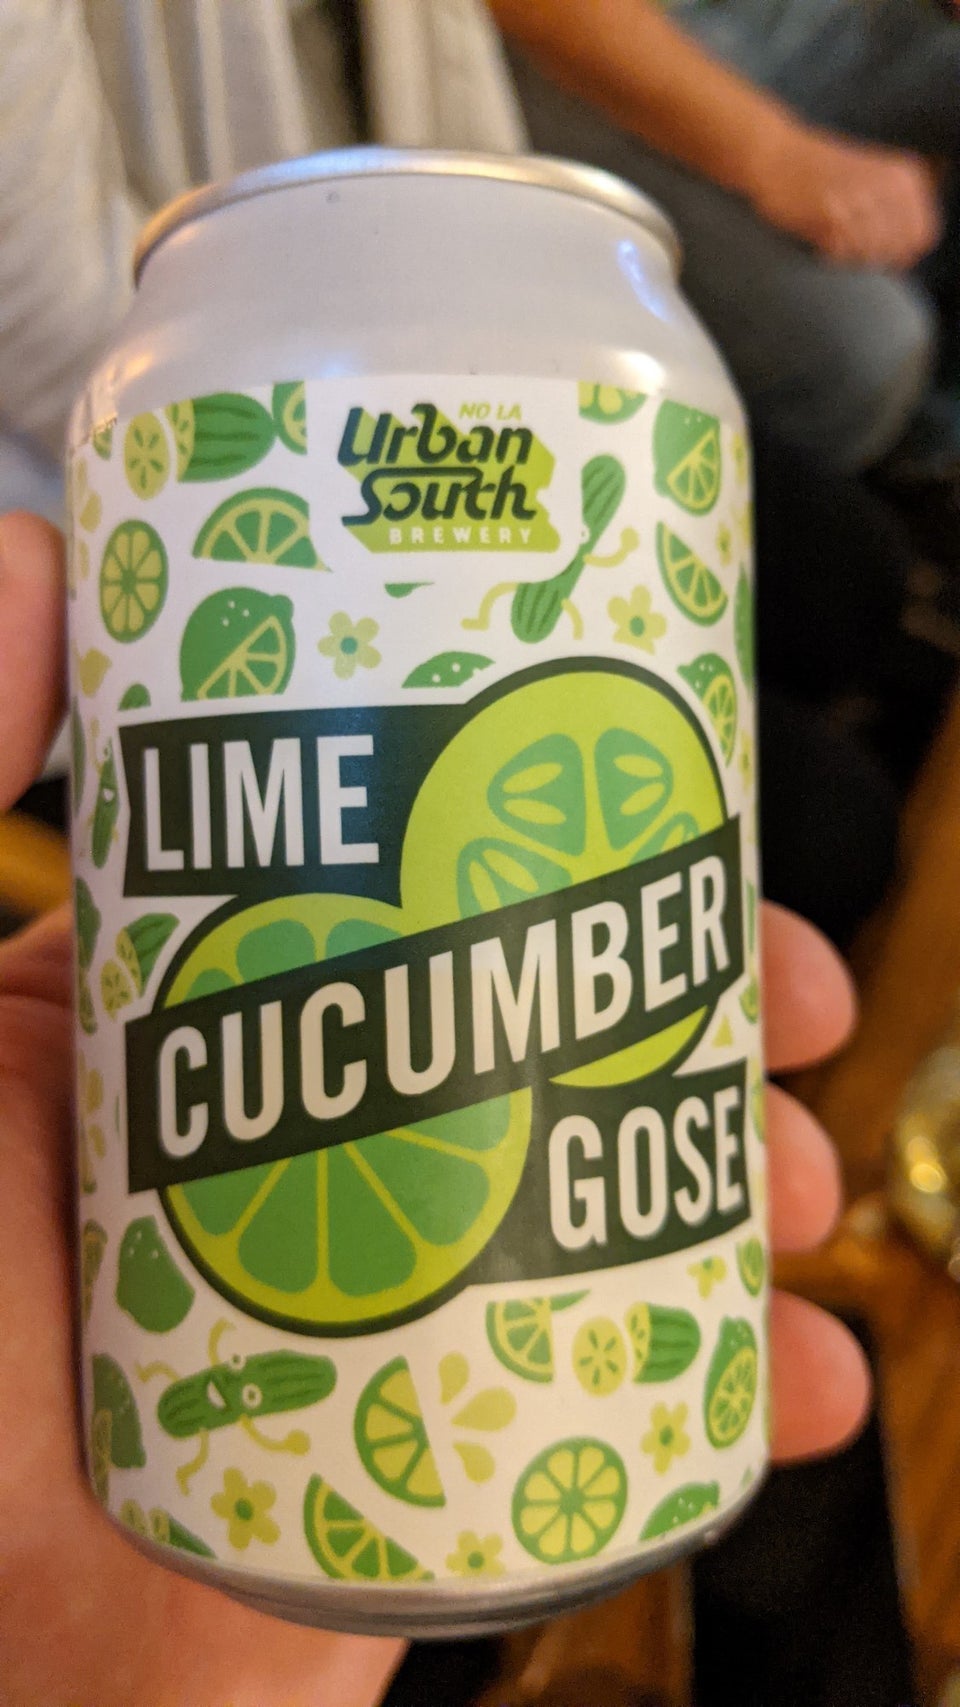 NO LA
Urban
South
BREWERY
LIME
CUCUMBER
GOSE